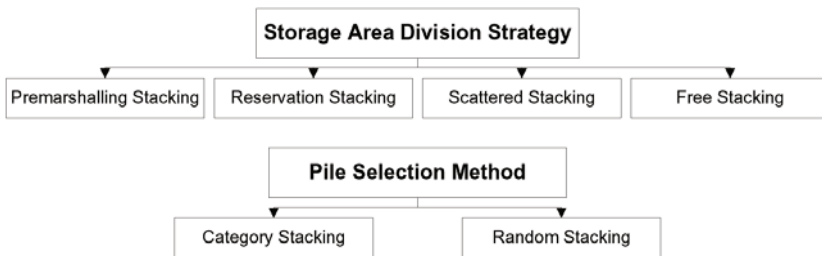 Storage Area Division Strategy
Premarshalling Stacking
Reservation Stacking
Scattered Stacking
Free Stacking
Pile Selection Method
Category Stacking
Random Stacking